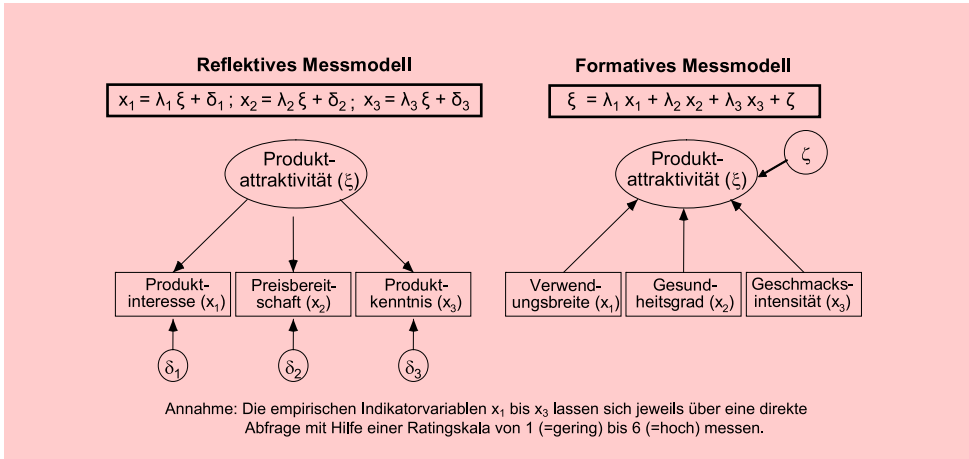 Reflektives Messmodell
x₁ = λ₁ ξ + δ₁ ; x₂ = λ₂ ξ + δ₂ ; x₃ = λ₃ ξ + δ₃
Produkt-
attraktivität (ξ)
Produkt-
interesse (x₁)
Preisbereit-
schaft (x₂)
Produkt-
kenntnis (x₃)
δ₁
δ₂
δ₃
Formatives Messmodell
ξ = λ₁ x₁ + λ₂ x₂ + λ₃ x₃ + ζ
Produkt-
attraktivität (ξ)
ζ
Verwend-
ungsbreite (x₁)
Gesund-
heitsgrad (x₂)
Geschmacks-
intensität (x₃)
Annahme: Die empirischen Indikatorvariablen x₁ bis x₃ lassen sich jeweils über eine direkte
Abfrage mit Hilfe einer Ratingskala von 1 (=gering) bis 6 (=hoch) messen.